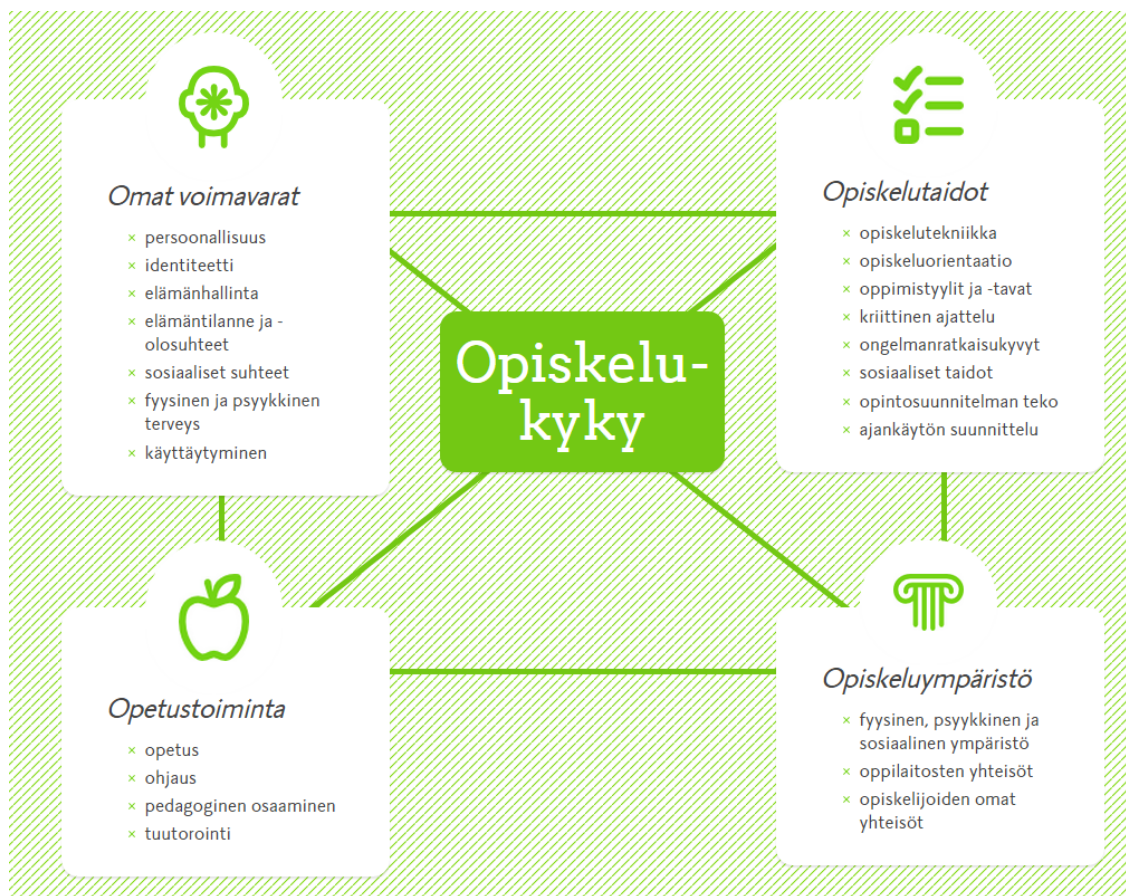 Omat voimavarat
× persoonallisuus
× identiteetti
× elämänhallinta
× elämäntilanne ja -
olosuhteet
× sosiaaliset suhteet
× fyysinen ja psyykkinen
terveys
× käyttäytyminen
Opiskelutaidot
× opiskelutekniikka
× opiskeluorientaatio
× oppimistyylit ja -tavat
× kriittinen ajattelu
× ongelmanratkaisukyvyt
× sosiaaliset taidot
× opintosuunnitelman teko
× ajankäytön suunnittelu
Opiskelu-
kyky
Opetustoiminta
× opetus
× ohjaus
× pedagoginen osaaminen
× tuutorointi
Opiskeluympäristö
× fyysinen, psyykkinen ja
sosiaalinen ympäristö
× oppilaitosten yhteisöt
× opiskelijoiden omat
yhteisöt